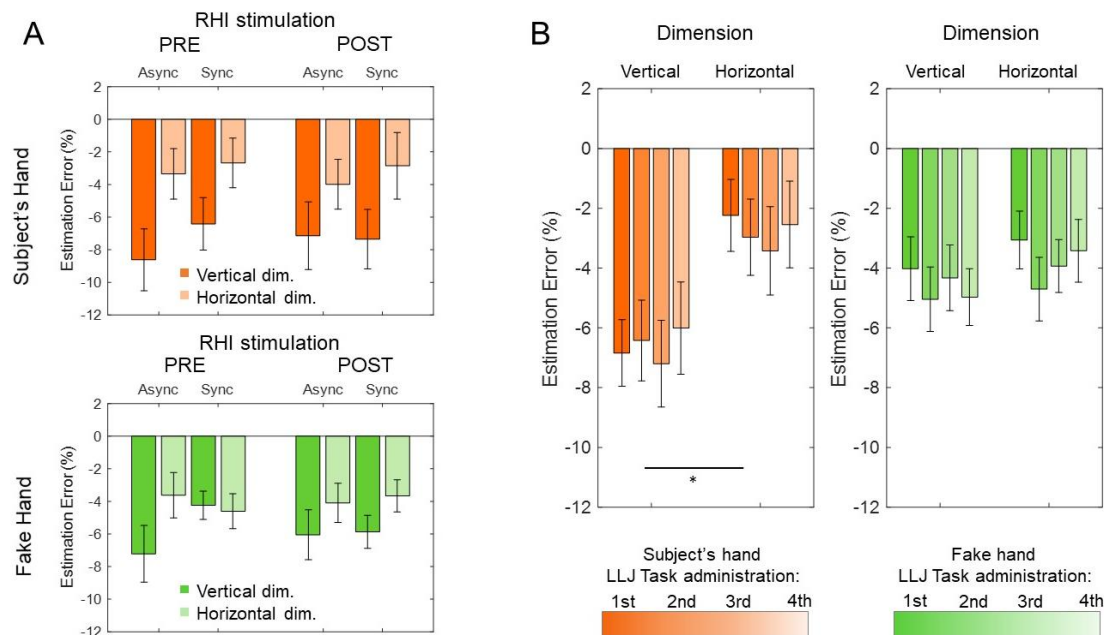 A
RHI stimulation
PRE POST
Async Sync Async Sync
Subject's Hand
Estimation Error (%)
2
0
-2
-4
-6
-8
-10
-12
Vertical dim.
Horizontal dim.
RHI stimulation
PRE POST
Async Sync Async Sync
Fake Hand
Estimation Error (%)
2
0
-2
-4
-6
-8
-10
-12
Vertical dim.
Horizontal dim.
B
Dimension
Vertical Horizontal
Estimation Error (%)
2
0
-2
-4
-6
-8
-10
-12
*
Subject's hand
LLJ Task administration:
1st 2nd 3rd 4th
Dimension
Vertical Horizontal
Estimation Error (%)
2
0
-2
-4
-6
-8
-10
-12
Fake hand
LLJ Task administration:
1st 2nd 3rd 4th